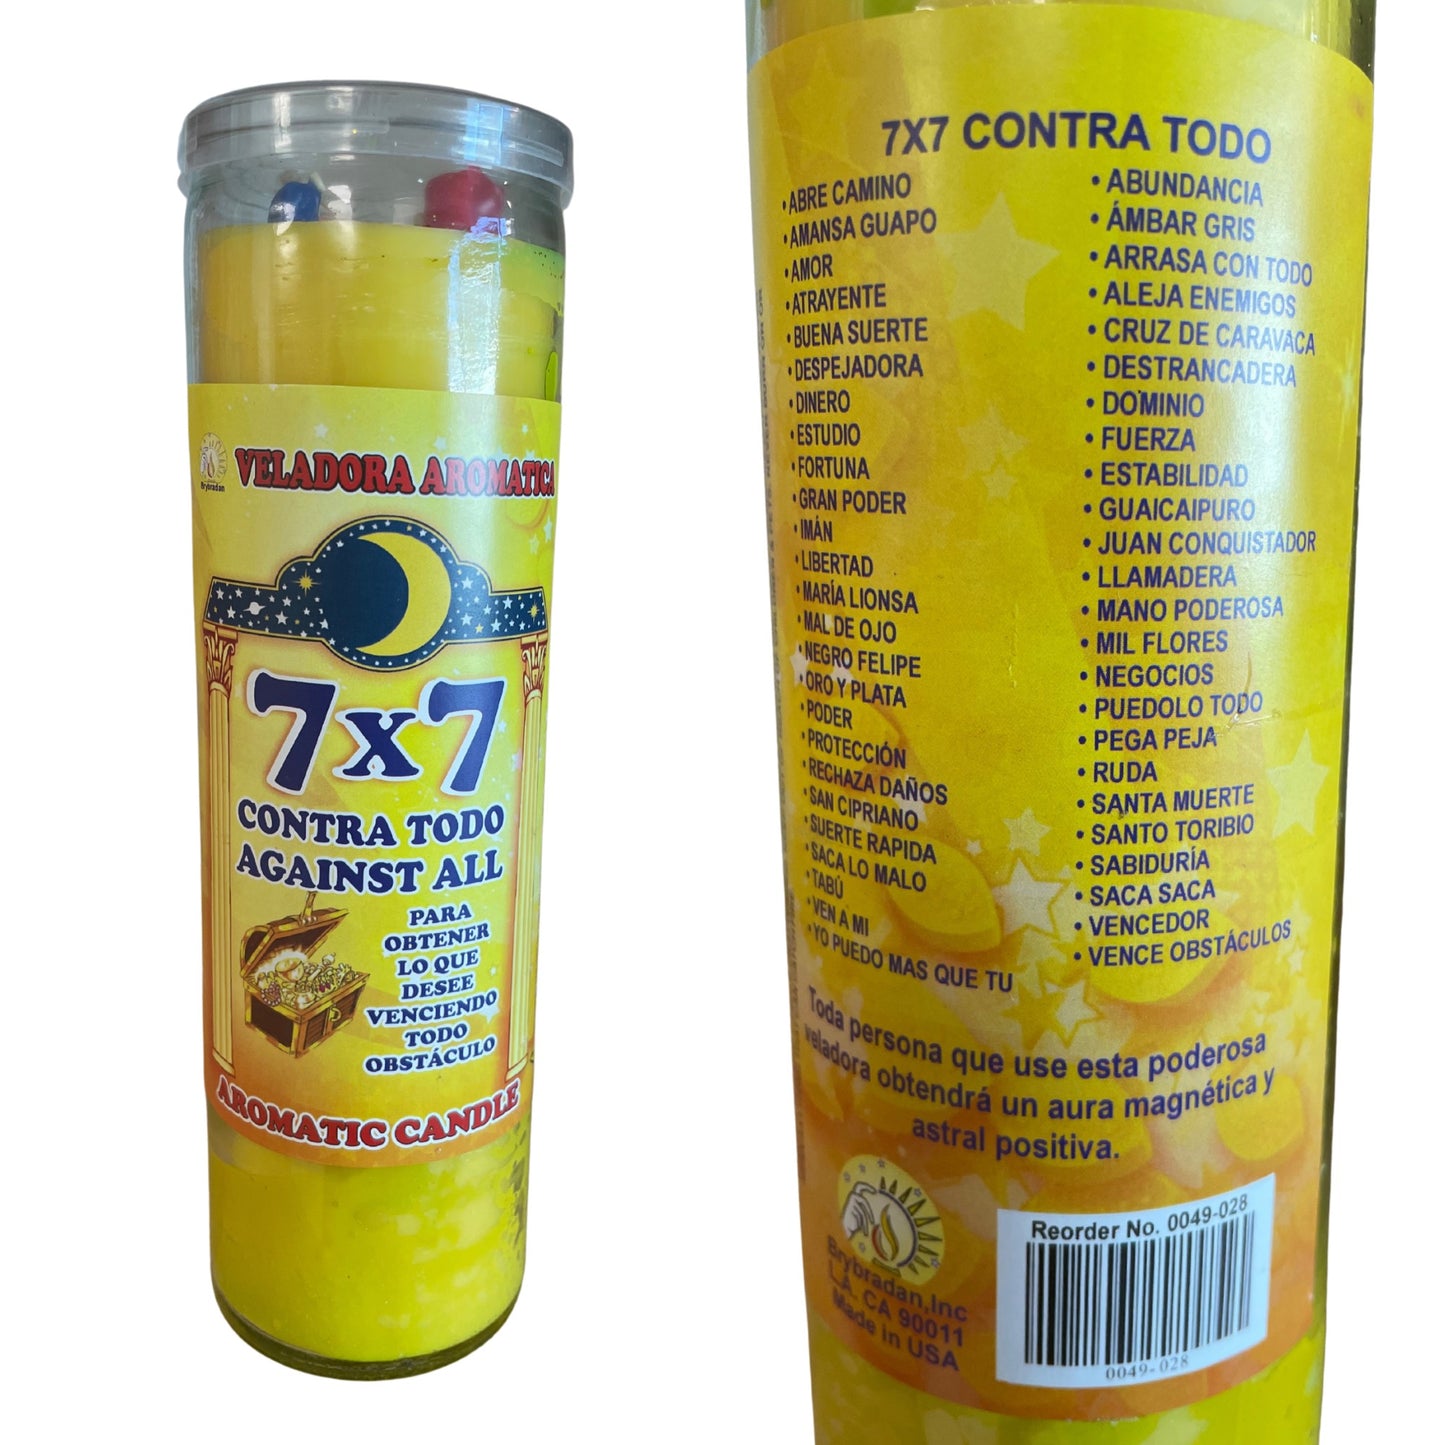 Brybradan
VELADORA AROMATICA
7x7
CONTRA TODO
AGAINST ALL
PARA
OBTENER
LO QUE
DESEE
VENCIENDO
TODO
OBSTÁCULO
AROMATIC CANDLE
7X7 CONTRA TODO
•ABRE CAMINO
•AMANSA GUAPO
•AMOR
•ATRAYENTE
•BUENA SUERTE
•DESPEJADORA
•DINERO
•ESTUDIO
•FORTUNA
•GRAN PODER
•IMÁN
•LIBERTAD
•MARÍA LIONSA
•MAL DE OJO
•NEGRO FELIPE
•ORO Y PLATA
•PODER
•PROTECCIÓN
•RECHAZA DAÑOS
•SAN CIPRIANO
•SUERTE RAPIDA
•SACA LO MALO
•TABÚ
•VEN A MI
•YO PUEDO MAS QUE TU
• ABUNDANCIA
• ÁMBAR GRIS
• ARRASA CON TODO
• ALEJA ENEMIGOS
• CRUZ DE CARAVACA
• DESTRANCADERA
• DOMINIO
• FUERZA
• ESTABILIDAD
• GUAICAIPURO
• JUAN CONQUISTADOR
• LLAMADERA
• MANO PODEROSA
• MIL FLORES
• NEGOCIOS
• PUEDOLO TODO
• PEGA PEJA
• RUDA
• SANTA MUERTE
• SANTO TORIBIO
• SABIDURÍA
• SACA SACA
• VENCEDOR
• VENCE OBSTÁCULOS
Toda persona que use esta poderosa
veladora obtendrá un aura magnética y
astral positiva.
Brybradan,Inc
L.A. CA 90011
Made in USA
Reorder No. 0049-028
0049-028